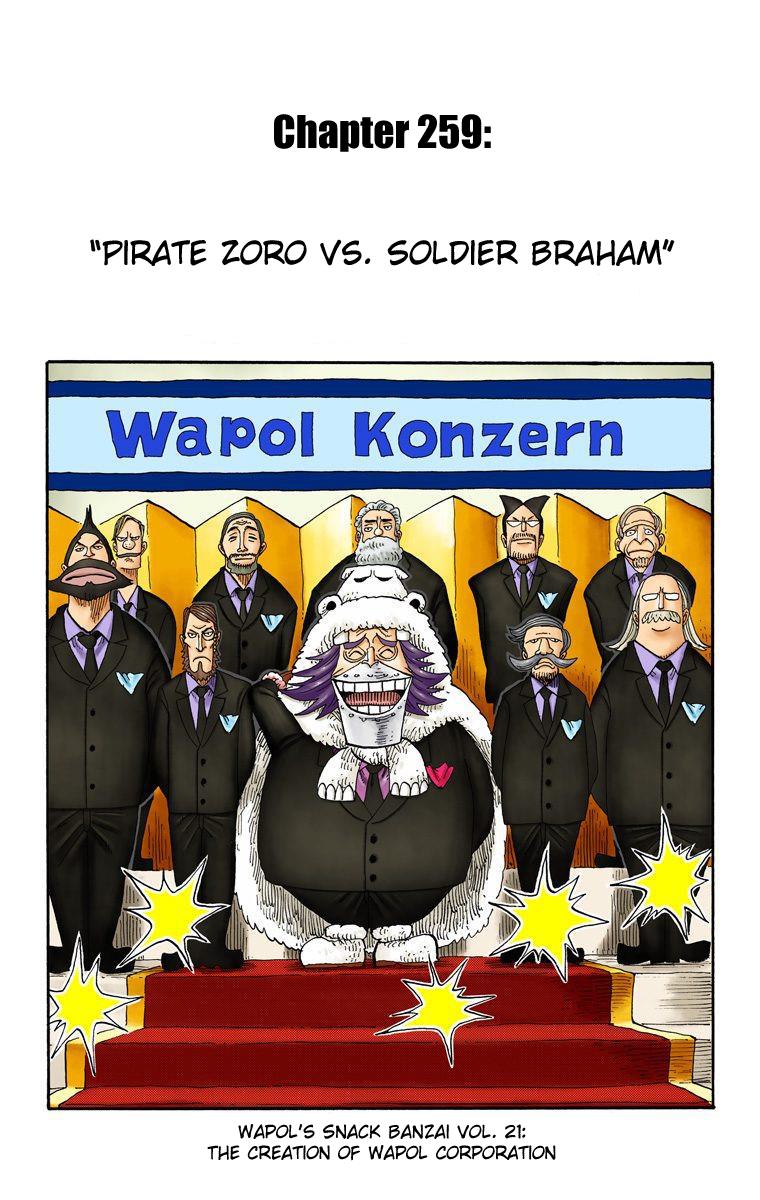 Chapter 259:
"PIRATE ZORO VS. SOLDIER BRAHAM"
Wapol Konzern
WAPOL'S SNACK BANZAI VOL. 21:
THE CREATION OF WAPOL CORPORATION